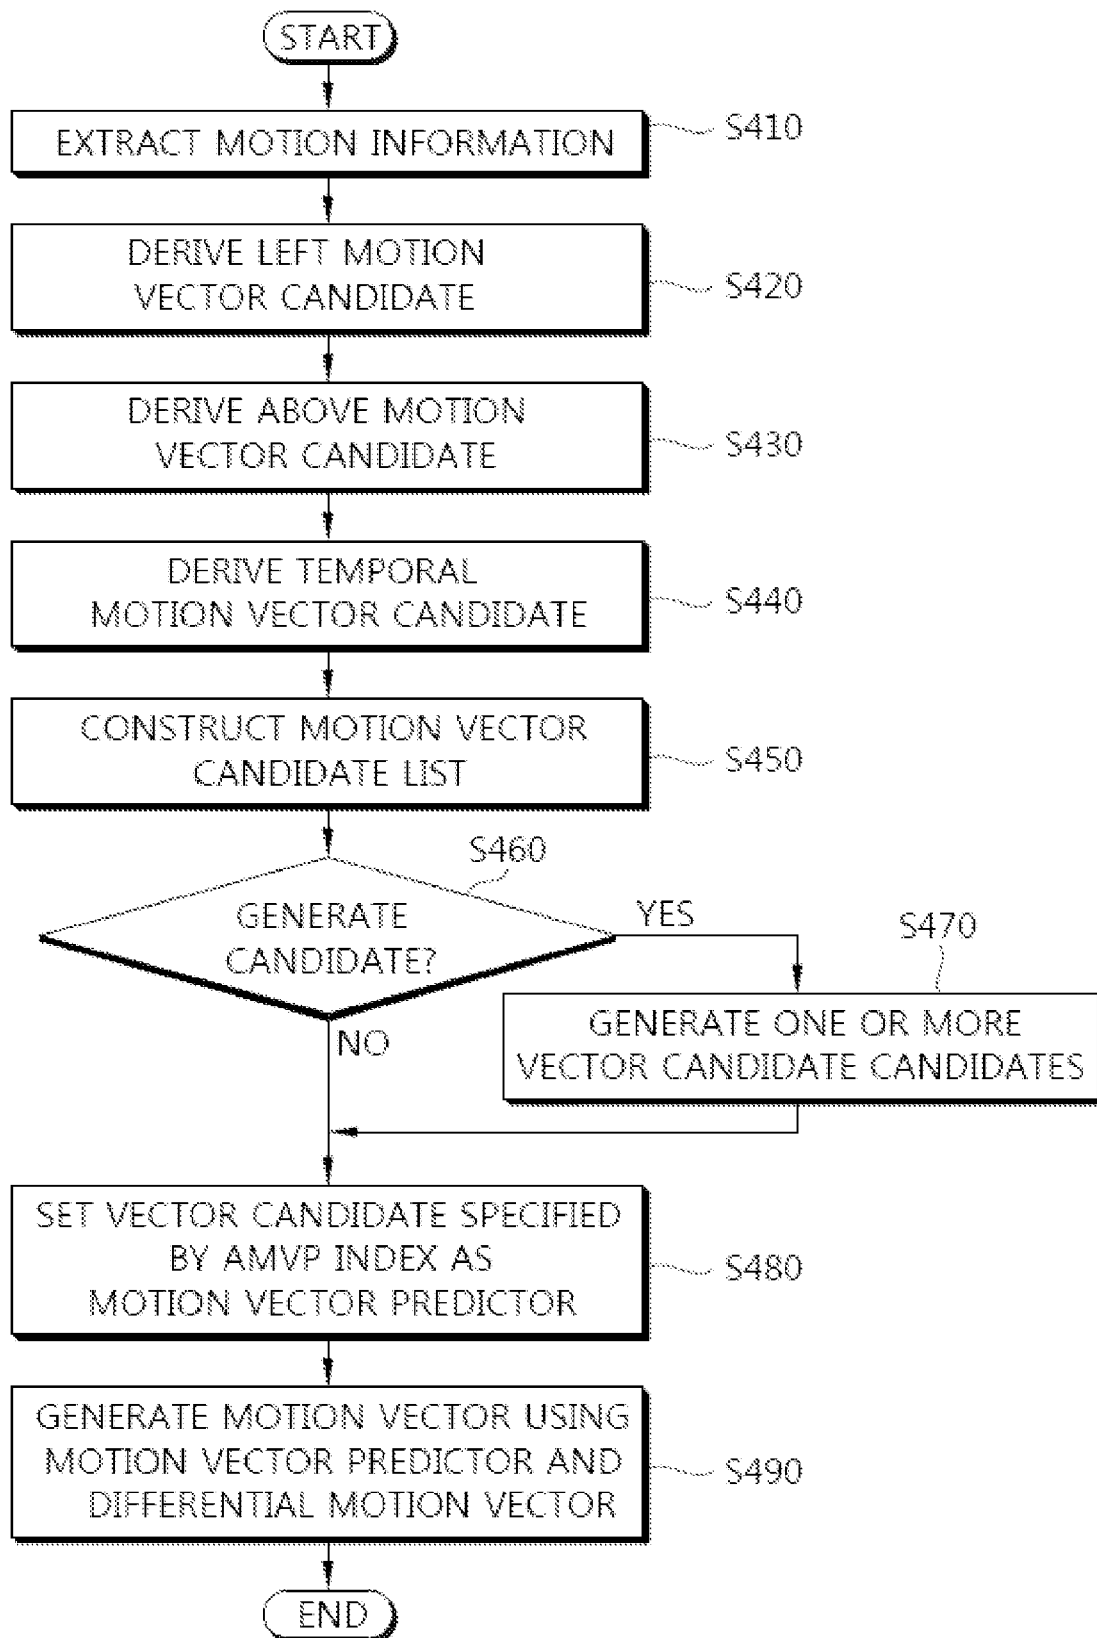 START
EXTRACT MOTION INFORMATION
S410
DERIVE LEFT MOTION
VECTOR CANDIDATE
S420
DERIVE ABOVE MOTION
VECTOR CANDIDATE
S430
DERIVE TEMPORAL
MOTION VECTOR CANDIDATE
S440
CONSTRUCT MOTION VECTOR
CANDIDATE LIST
S450
S460
GENERATE
CANDIDATE?
YES
NO
S470
GENERATE ONE OR MORE
VECTOR CANDIDATE CANDIDATES
SET VECTOR CANDIDATE SPECIFIED
BY AMVP INDEX AS
MOTION VECTOR PREDICTOR
S480
GENERATE MOTION VECTOR USING
MOTION VECTOR PREDICTOR AND
DIFFERENTIAL MOTION VECTOR
S490
END